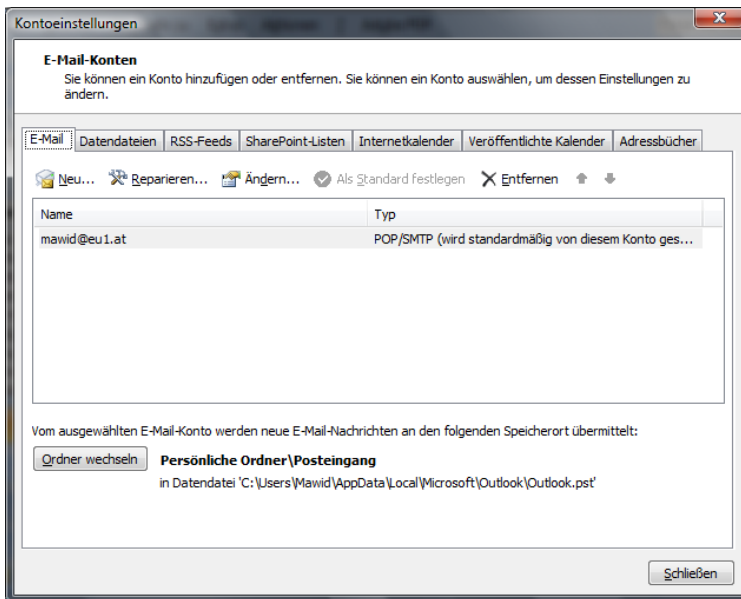 Kontoeinstellungen
E-Mail-Konten
Sie können ein Konto hinzufügen oder entfernen. Sie können ein Konto auswählen, um dessen Einstellungen zu
ändern.
E-Mail Datendateien RSS-Feeds SharePoint-Listen Internetkalender Veröffentlichte Kalender Adressbücher
Neu... Reparieren... Ändern... Als Standard festlegen Entfernen
Name Typ
mawid@eu1.at POP/SMTP (wird standardmäßig von diesem Konto ges...
Vom ausgewählten E-Mail-Konto werden neue E-Mail-Nachrichten an den folgenden Speicherort übermittelt:
Ordner wechseln Persönliche Ordner\Posteingang
in Datendatei 'C:\Users\Mawid\AppData\Local\Microsoft\Outlook\Outlook.pst'
Schließen